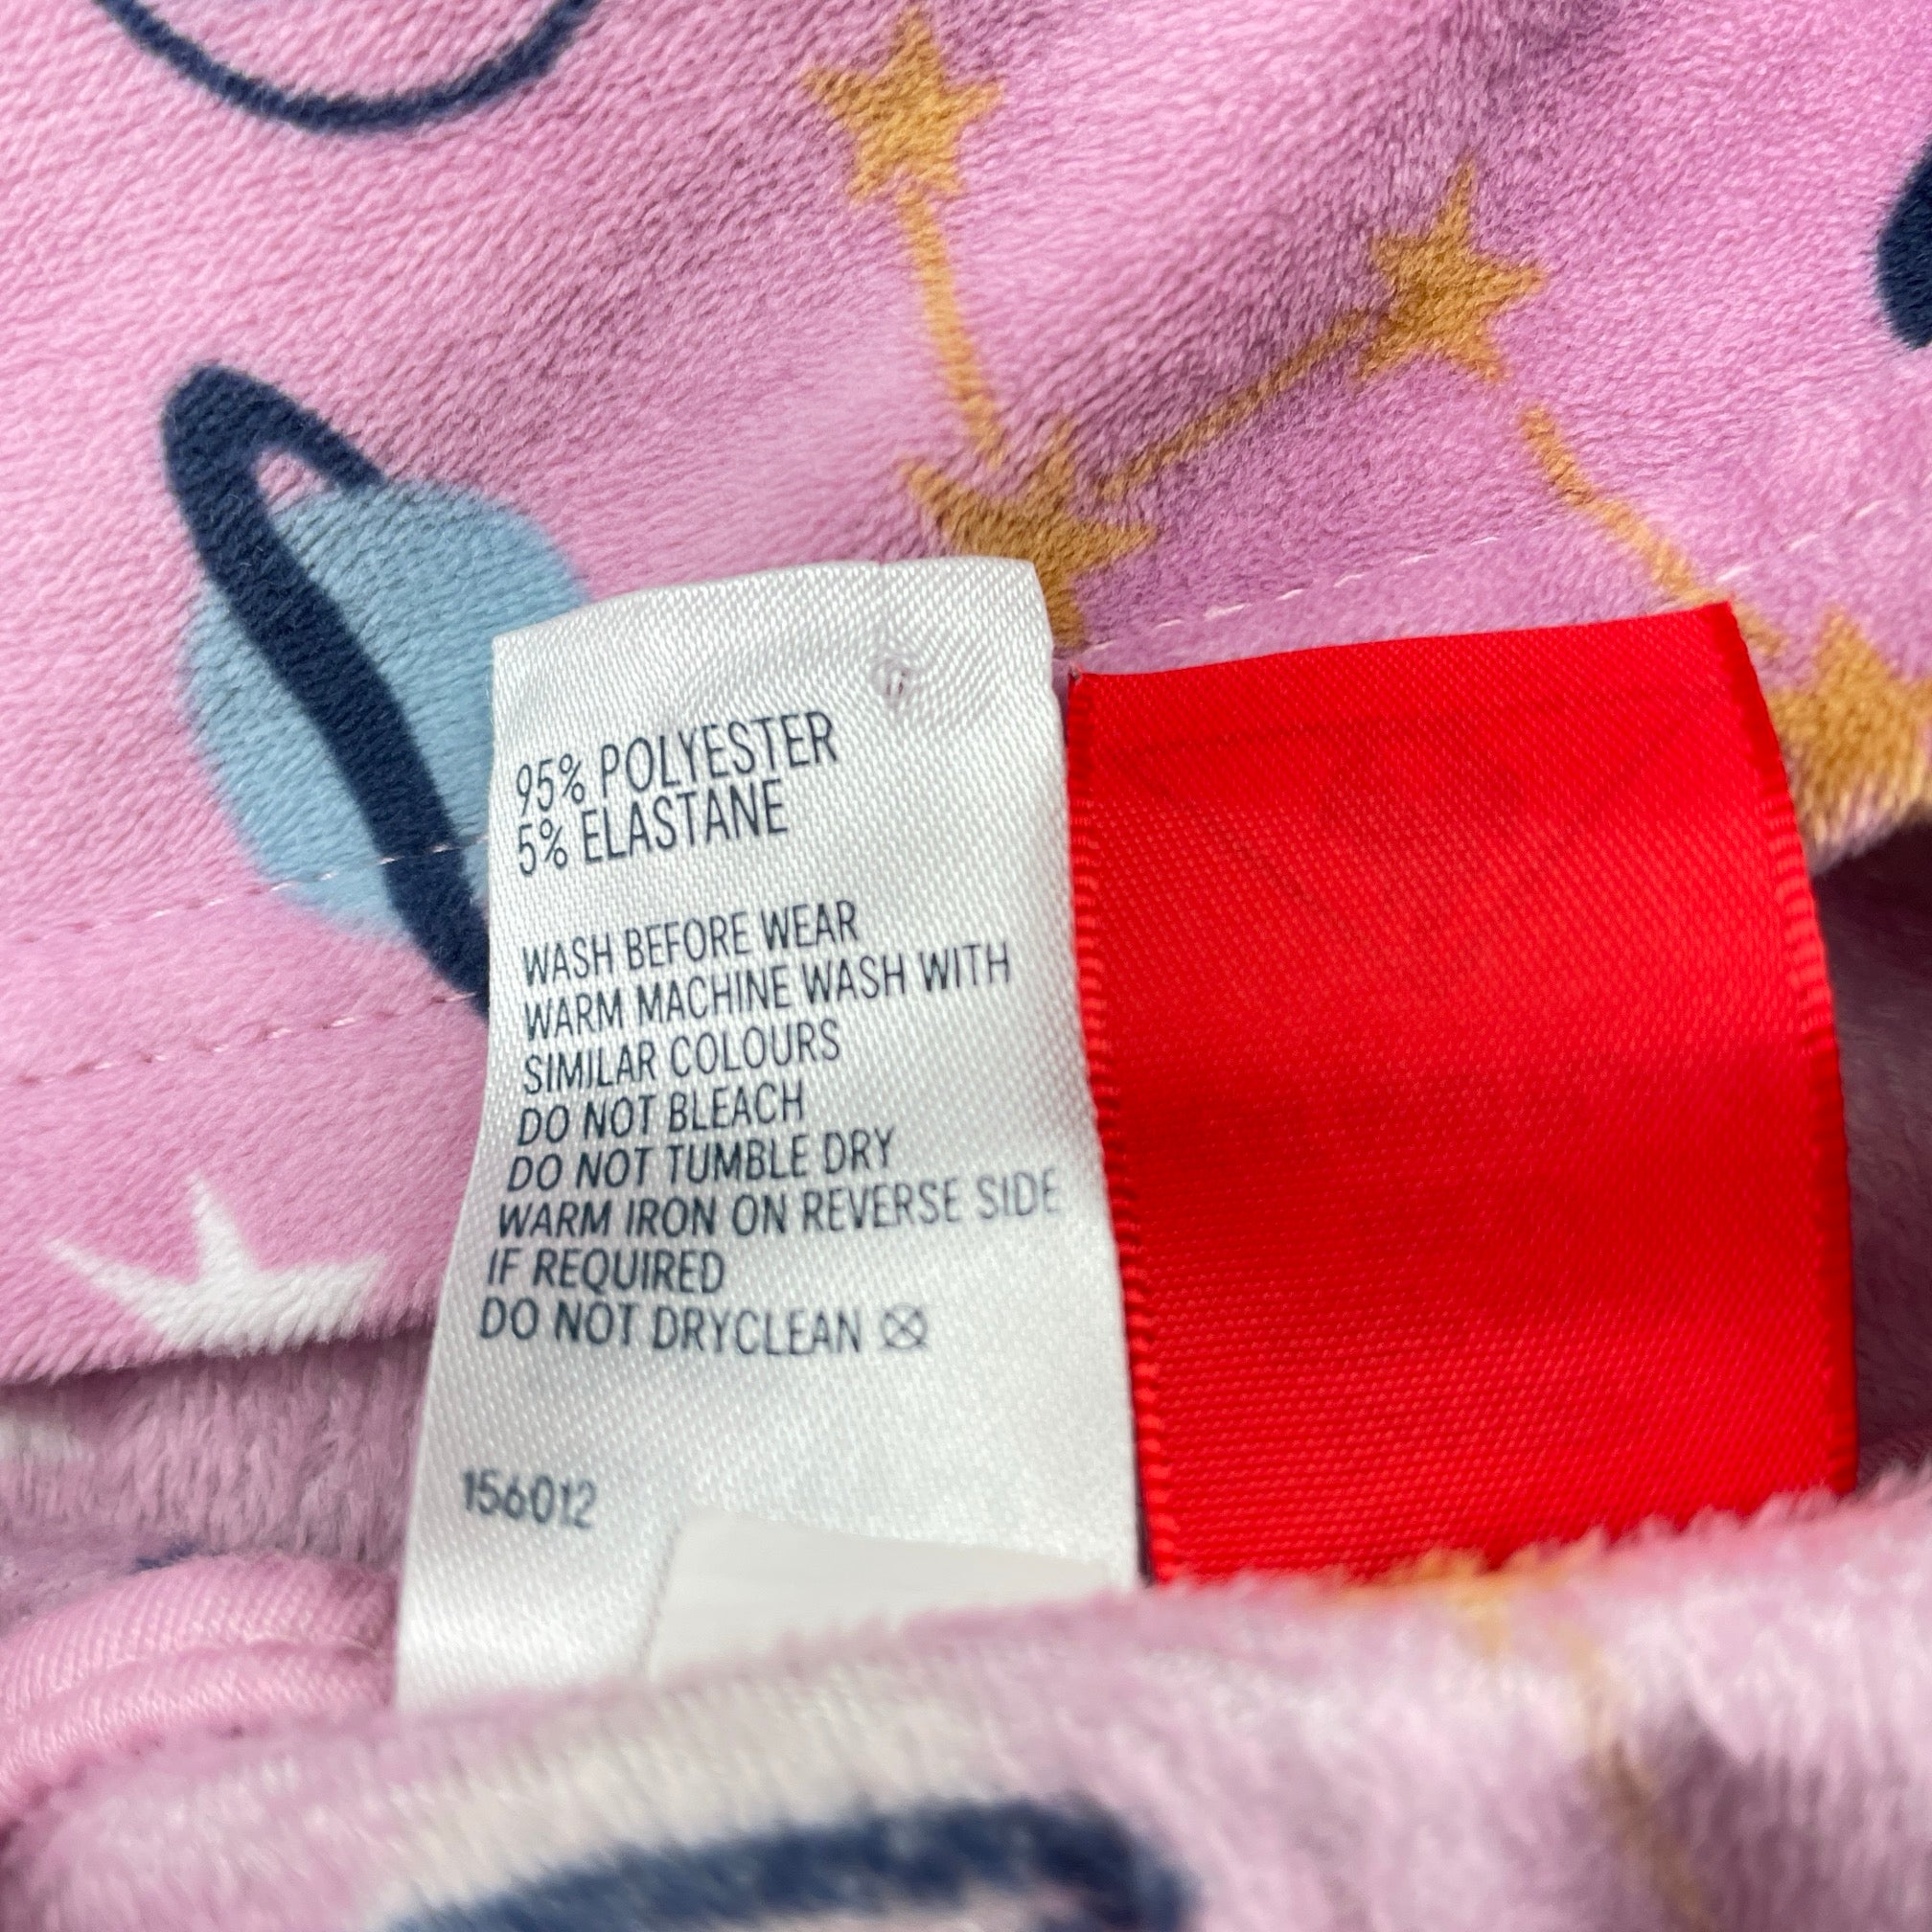 95% POLYESTER
5% ELASTANE
WASH BEFORE WEAR
WARM MACHINE WASH WITH
SIMILAR COLOURS
DO NOT BLEACH
DO NOT TUMBLE DRY
WARM IRON ON REVERSE SIDE
IF REQUIRED
DO NOT DRYCLEAN
156012